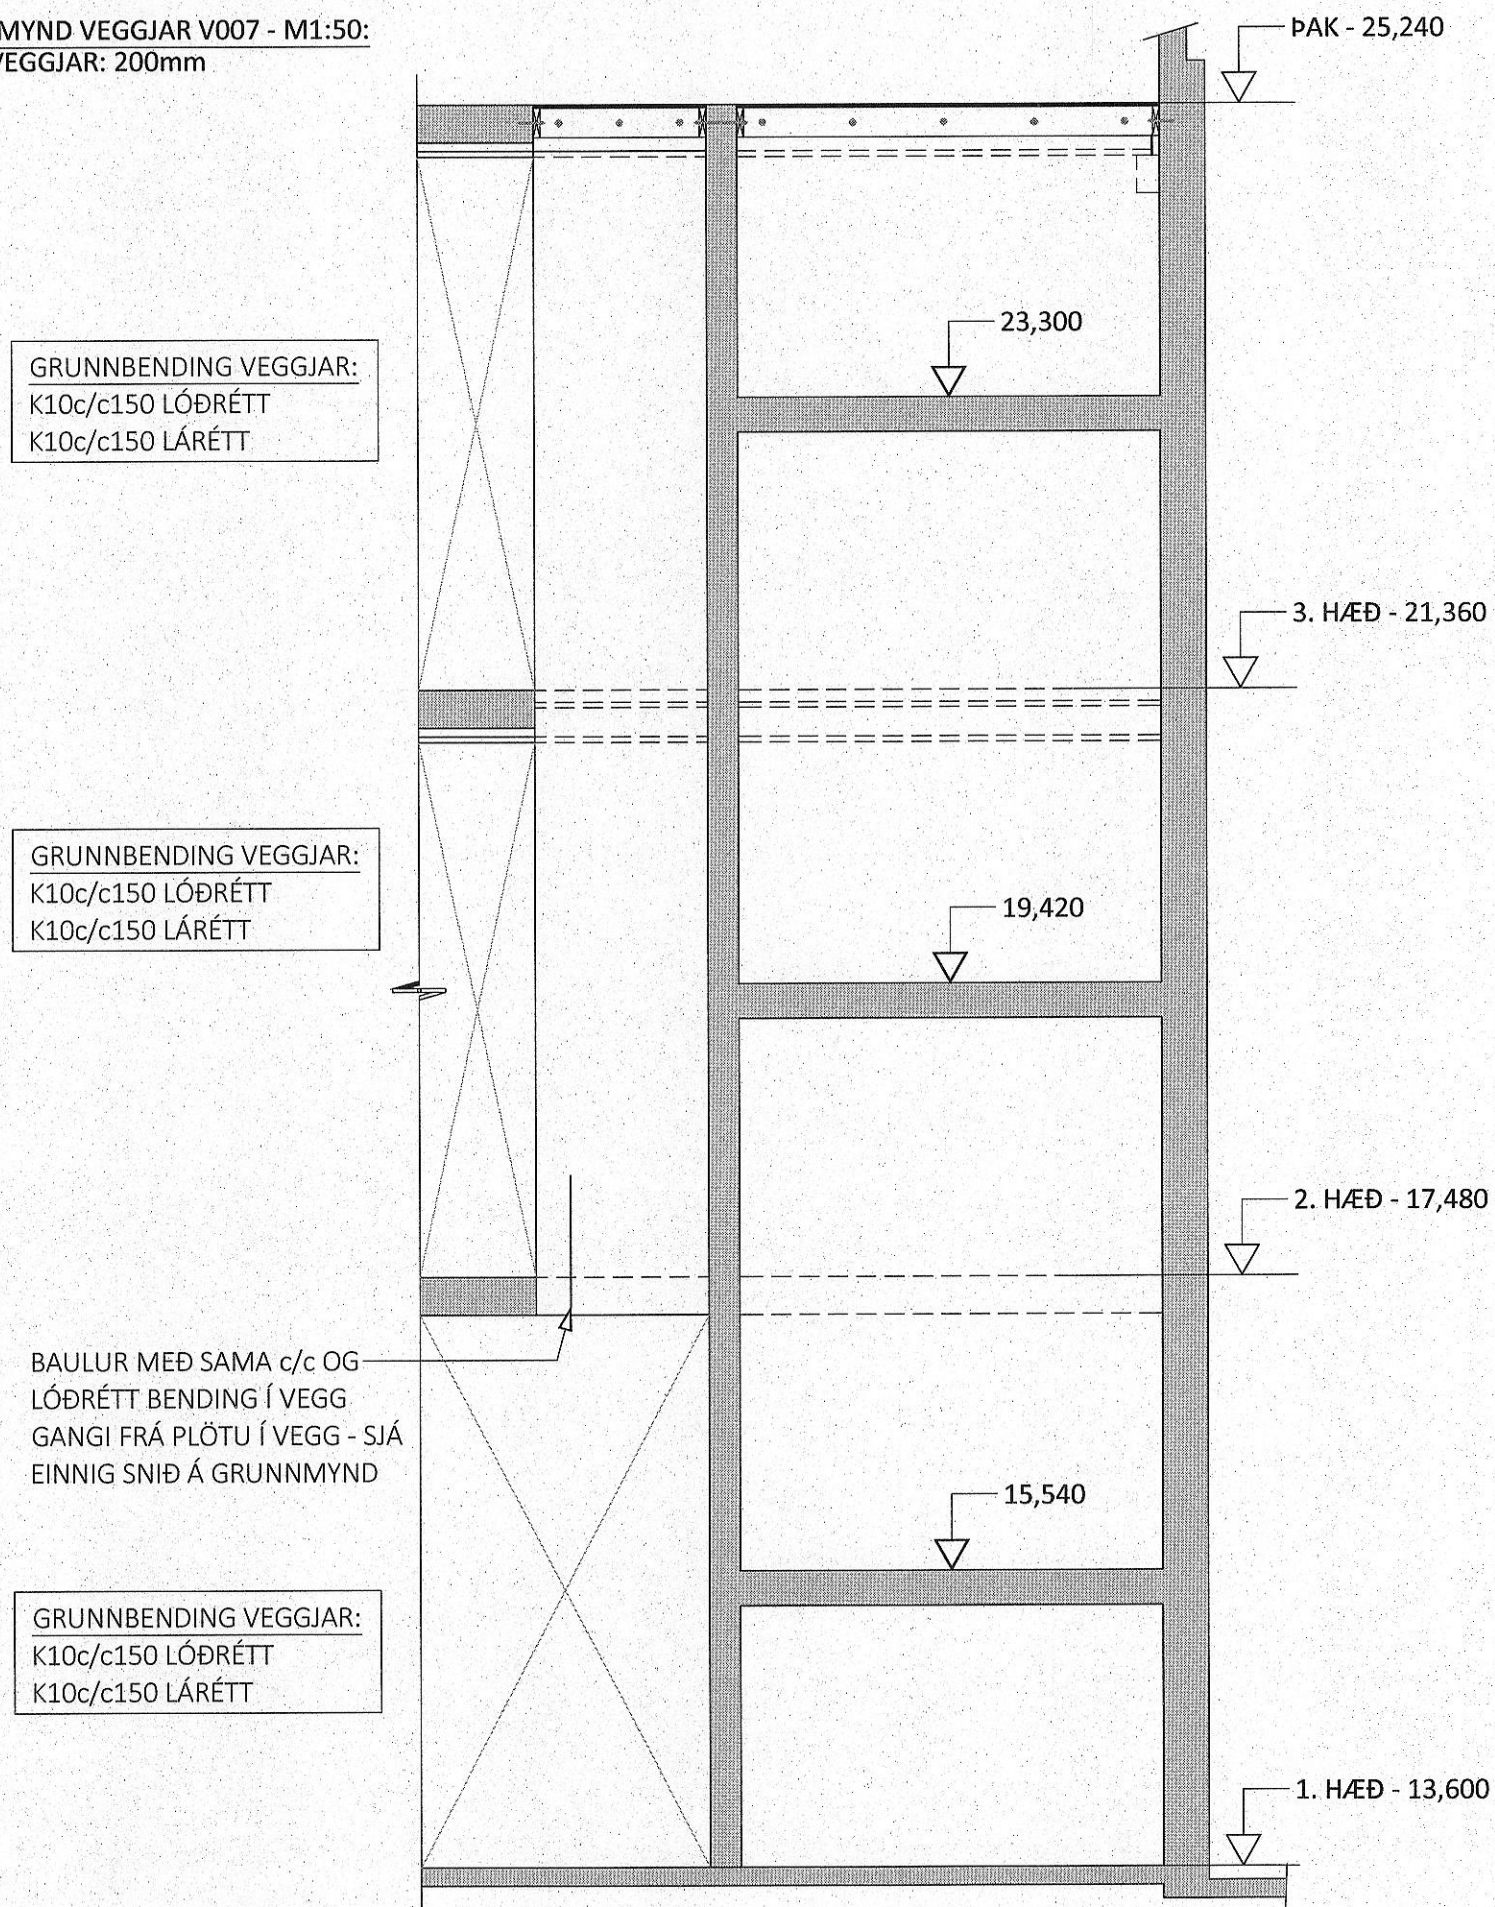 MYND VEGGJAR V007 - M1:50:
VEGGJAR: 200mm
ÞAK - 25,240
23,300
GRUNNBENDING VEGGJAR:
K10c/c150 LÓÐRÉTT
K10c/c150 LÁRÉTT
3. HÆÐ - 21,360
GRUNNBENDING VEGGJAR:
K10c/c150 LÓÐRÉTT
K10c/c150 LÁRÉTT
19,420
2. HÆÐ - 17,480
BAULUR MEÐ SAMA c/c OG
LÓÐRÉTT BENDING Í VEGG
GANGI FRÁ PLÖTU Í VEGG - SJÁ
EINNIG SNIÐ Á GRUNNMYND
15,540
GRUNNBENDING VEGGJAR:
K10c/c150 LÓÐRÉTT
K10c/c150 LÁRÉTT
1. HÆÐ - 13,600